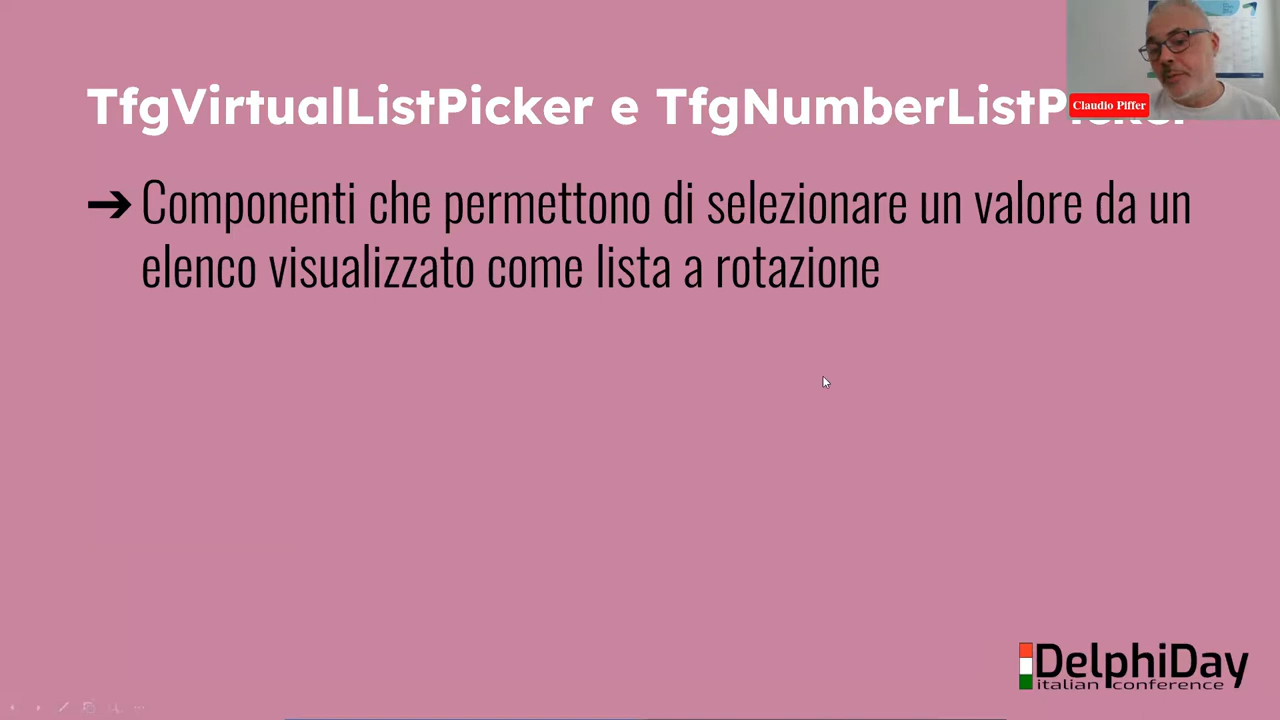 TfgVirtualListPicker e TfgNumberListPicker
Claudio Piffer
➔ Componenti che permettono di selezionare un valore da un
elenco visualizzato come lista a rotazione
DelphiDay
italian conference